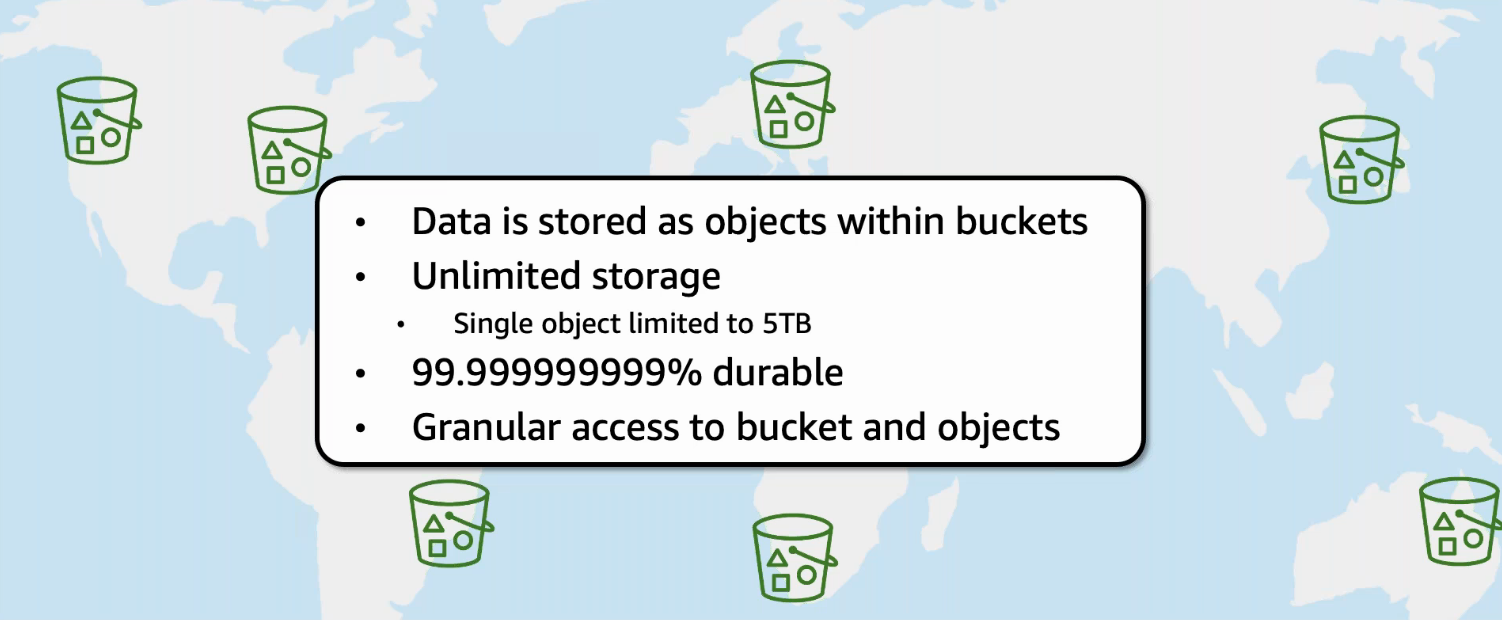 • Data is stored as objects within buckets
• Unlimited storage
• Single object limited to 5TB
• 99.999999999% durable
• Granular access to bucket and objects